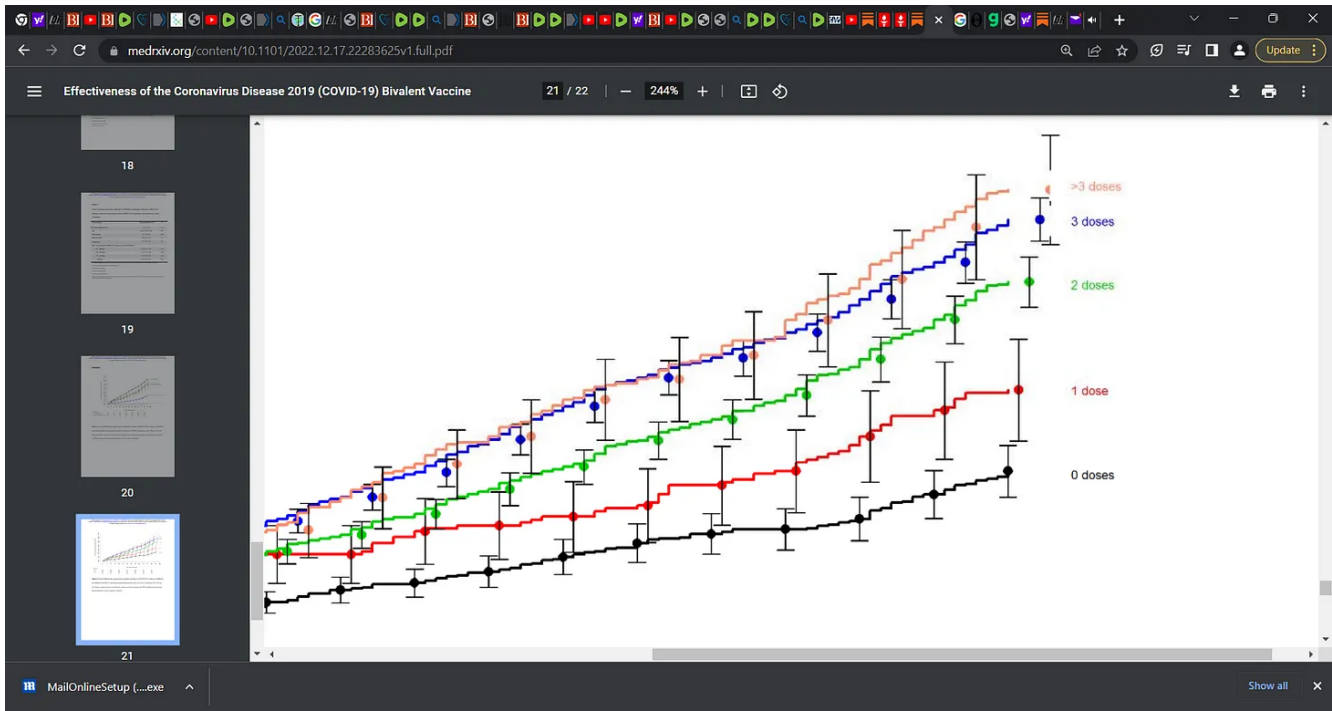 medrxiv.org/content/10.1101/2022.12.17.22283625v1.full.pdf
Update
Effectiveness of the Coronavirus Disease 2019 (COVID-19) Bivalent Vaccine
21 / 22
244%
18
19
20
21
>3 doses
3 doses
2 doses
1 dose
0 doses
MailOnlineSetup (....exe
Show all